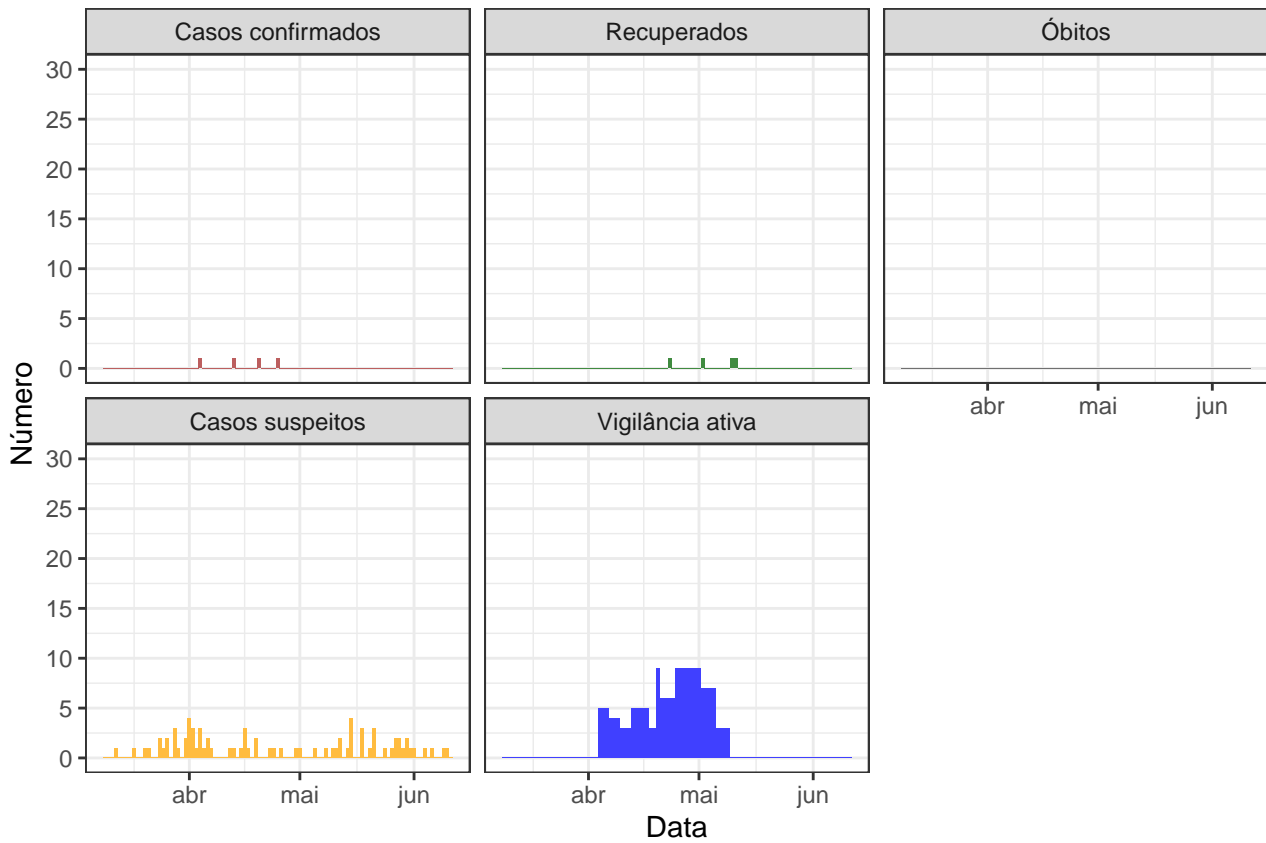 Casos confirmados
Recuperados
Óbitos
30
25
20
15
10
5
0
abr mai jun
Casos suspeitos
Vigilância ativa
30
25
20
15
10
5
0
abr mai jun
abr mai jun
Número
Data